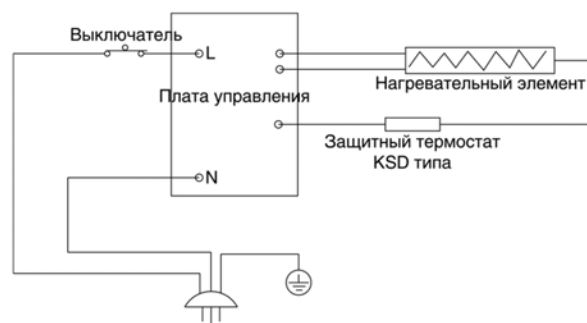 Выключатель
L
Плата управления
Нагревательный элемент
Защитный термостат
KSD типа
N